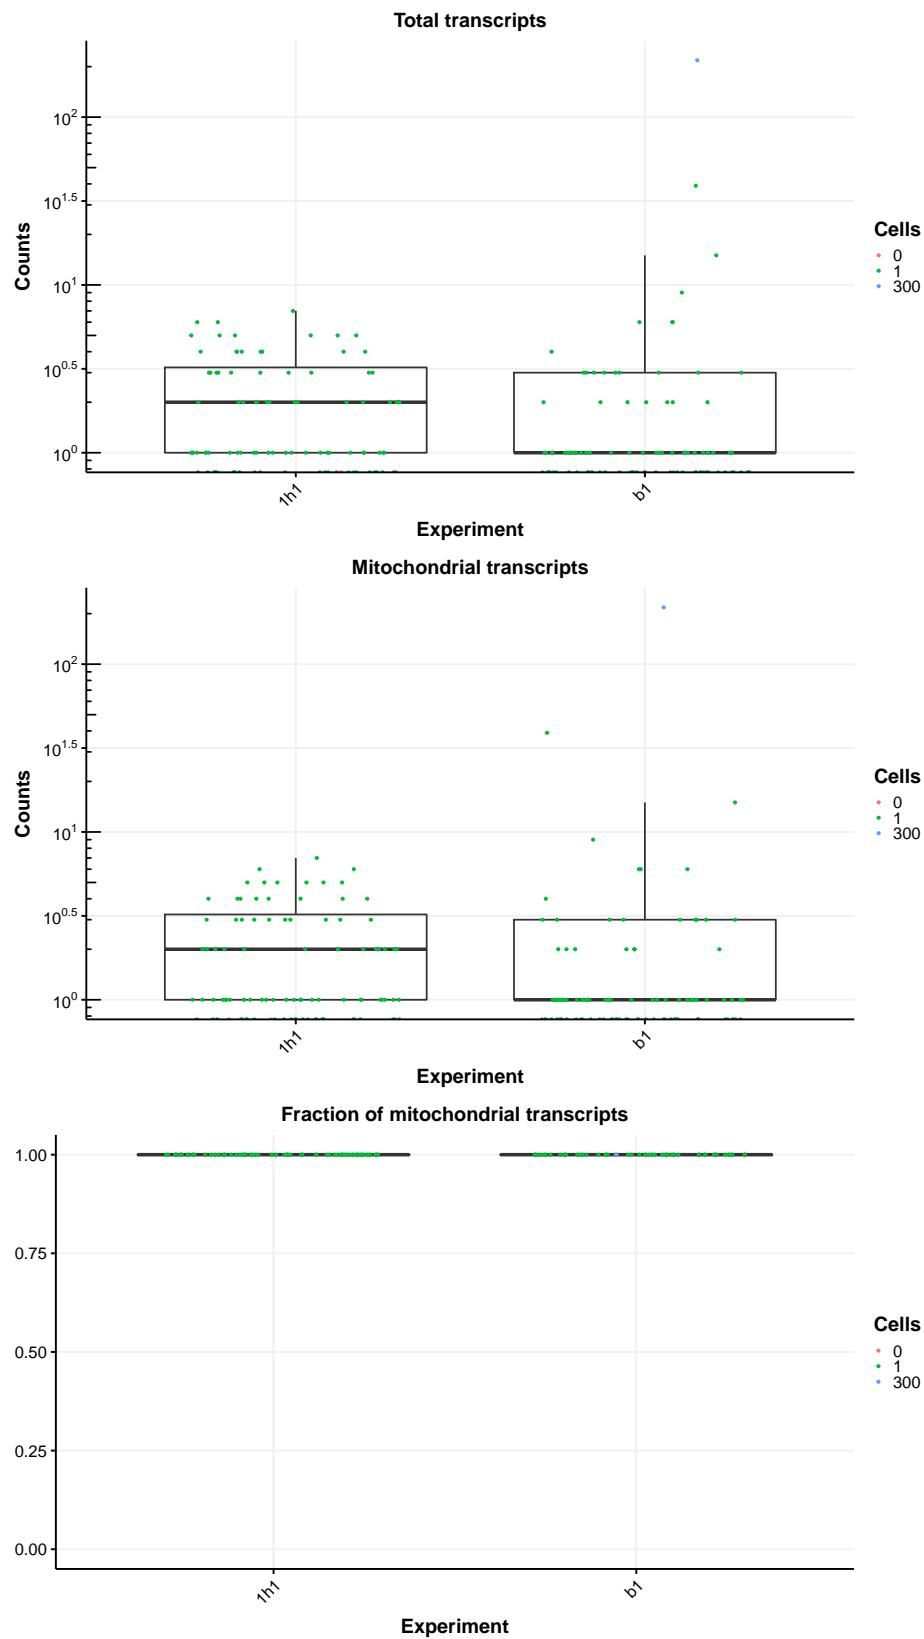 Total transcripts
Counts
10^2
10^1.5
10^1
10^0.5
10^0
1h1
b1
Experiment
Cells
0
1
300
Mitochondrial transcripts
Counts
10^2
10^1.5
10^1
10^0.5
10^0
1h1
b1
Experiment
Cells
0
1
300
Fraction of mitochondrial transcripts
1.00
0.75
0.50
0.25
0.00
1h1
b1
Experiment
Cells
0
1
300